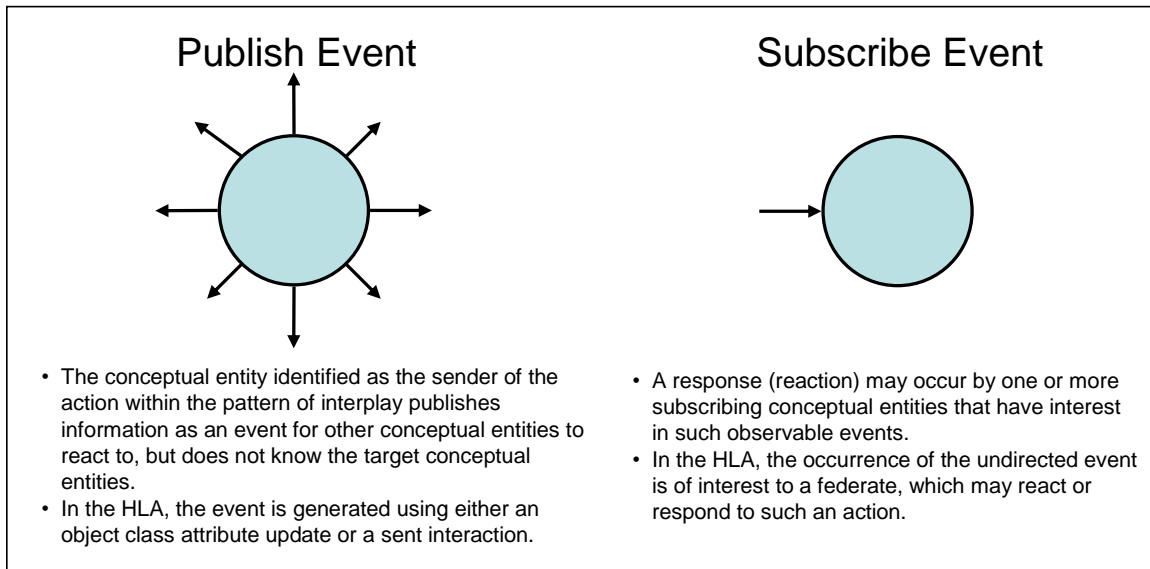 Publish Event
Subscribe Event
• The conceptual entity identified as the sender of the
action within the pattern of interplay publishes
information as an event for other conceptual entities to
react to, but does not know the target conceptual
entities.
• In the HLA, the event is generated using either an
object class attribute update or a sent interaction.
• A response (reaction) may occur by one or more
subscribing conceptual entities that have interest
in such observable events.
• In the HLA, the occurrence of the undirected event
is of interest to a federate, which may react or
respond to such an action.